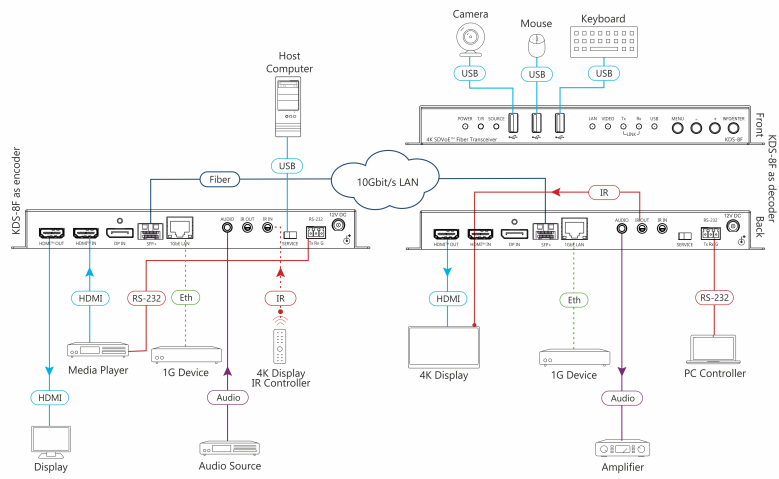 Camera
Mouse
Keyboard
USB
USB
USB
Host
Computer
USB
POWER T/R SOURCE
LAN VIDEO Tx Rx USB
LINK
MENU - + INFO/ENTER
4K SDVoE™ Fiber Transceiver
KDS-8F
Front
KDS-8F as decoder
Back
KDS-8F as encoder
Fiber
10Gbit/s LAN
IR
HDMI™ OUT
HDMI™ IN
DP IN
SFP+
1GbE LAN
AUDIO
IR OUT
IR IN
SERVICE
RS-232
Tx Rx G
12V DC
HDMI™ OUT
HDMI™ IN
DP IN
SFP+
1GbE LAN
AUDIO
IR OUT
IR IN
SERVICE
RS-232
Tx Rx G
12V DC
HDMI
RS-232
Eth
IR
HDMI
Eth
RS-232
Media Player
1G Device
4K Display
IR Controller
4K Display
1G Device
PC Controller
HDMI
Audio
Audio
Display
Audio Source
Amplifier